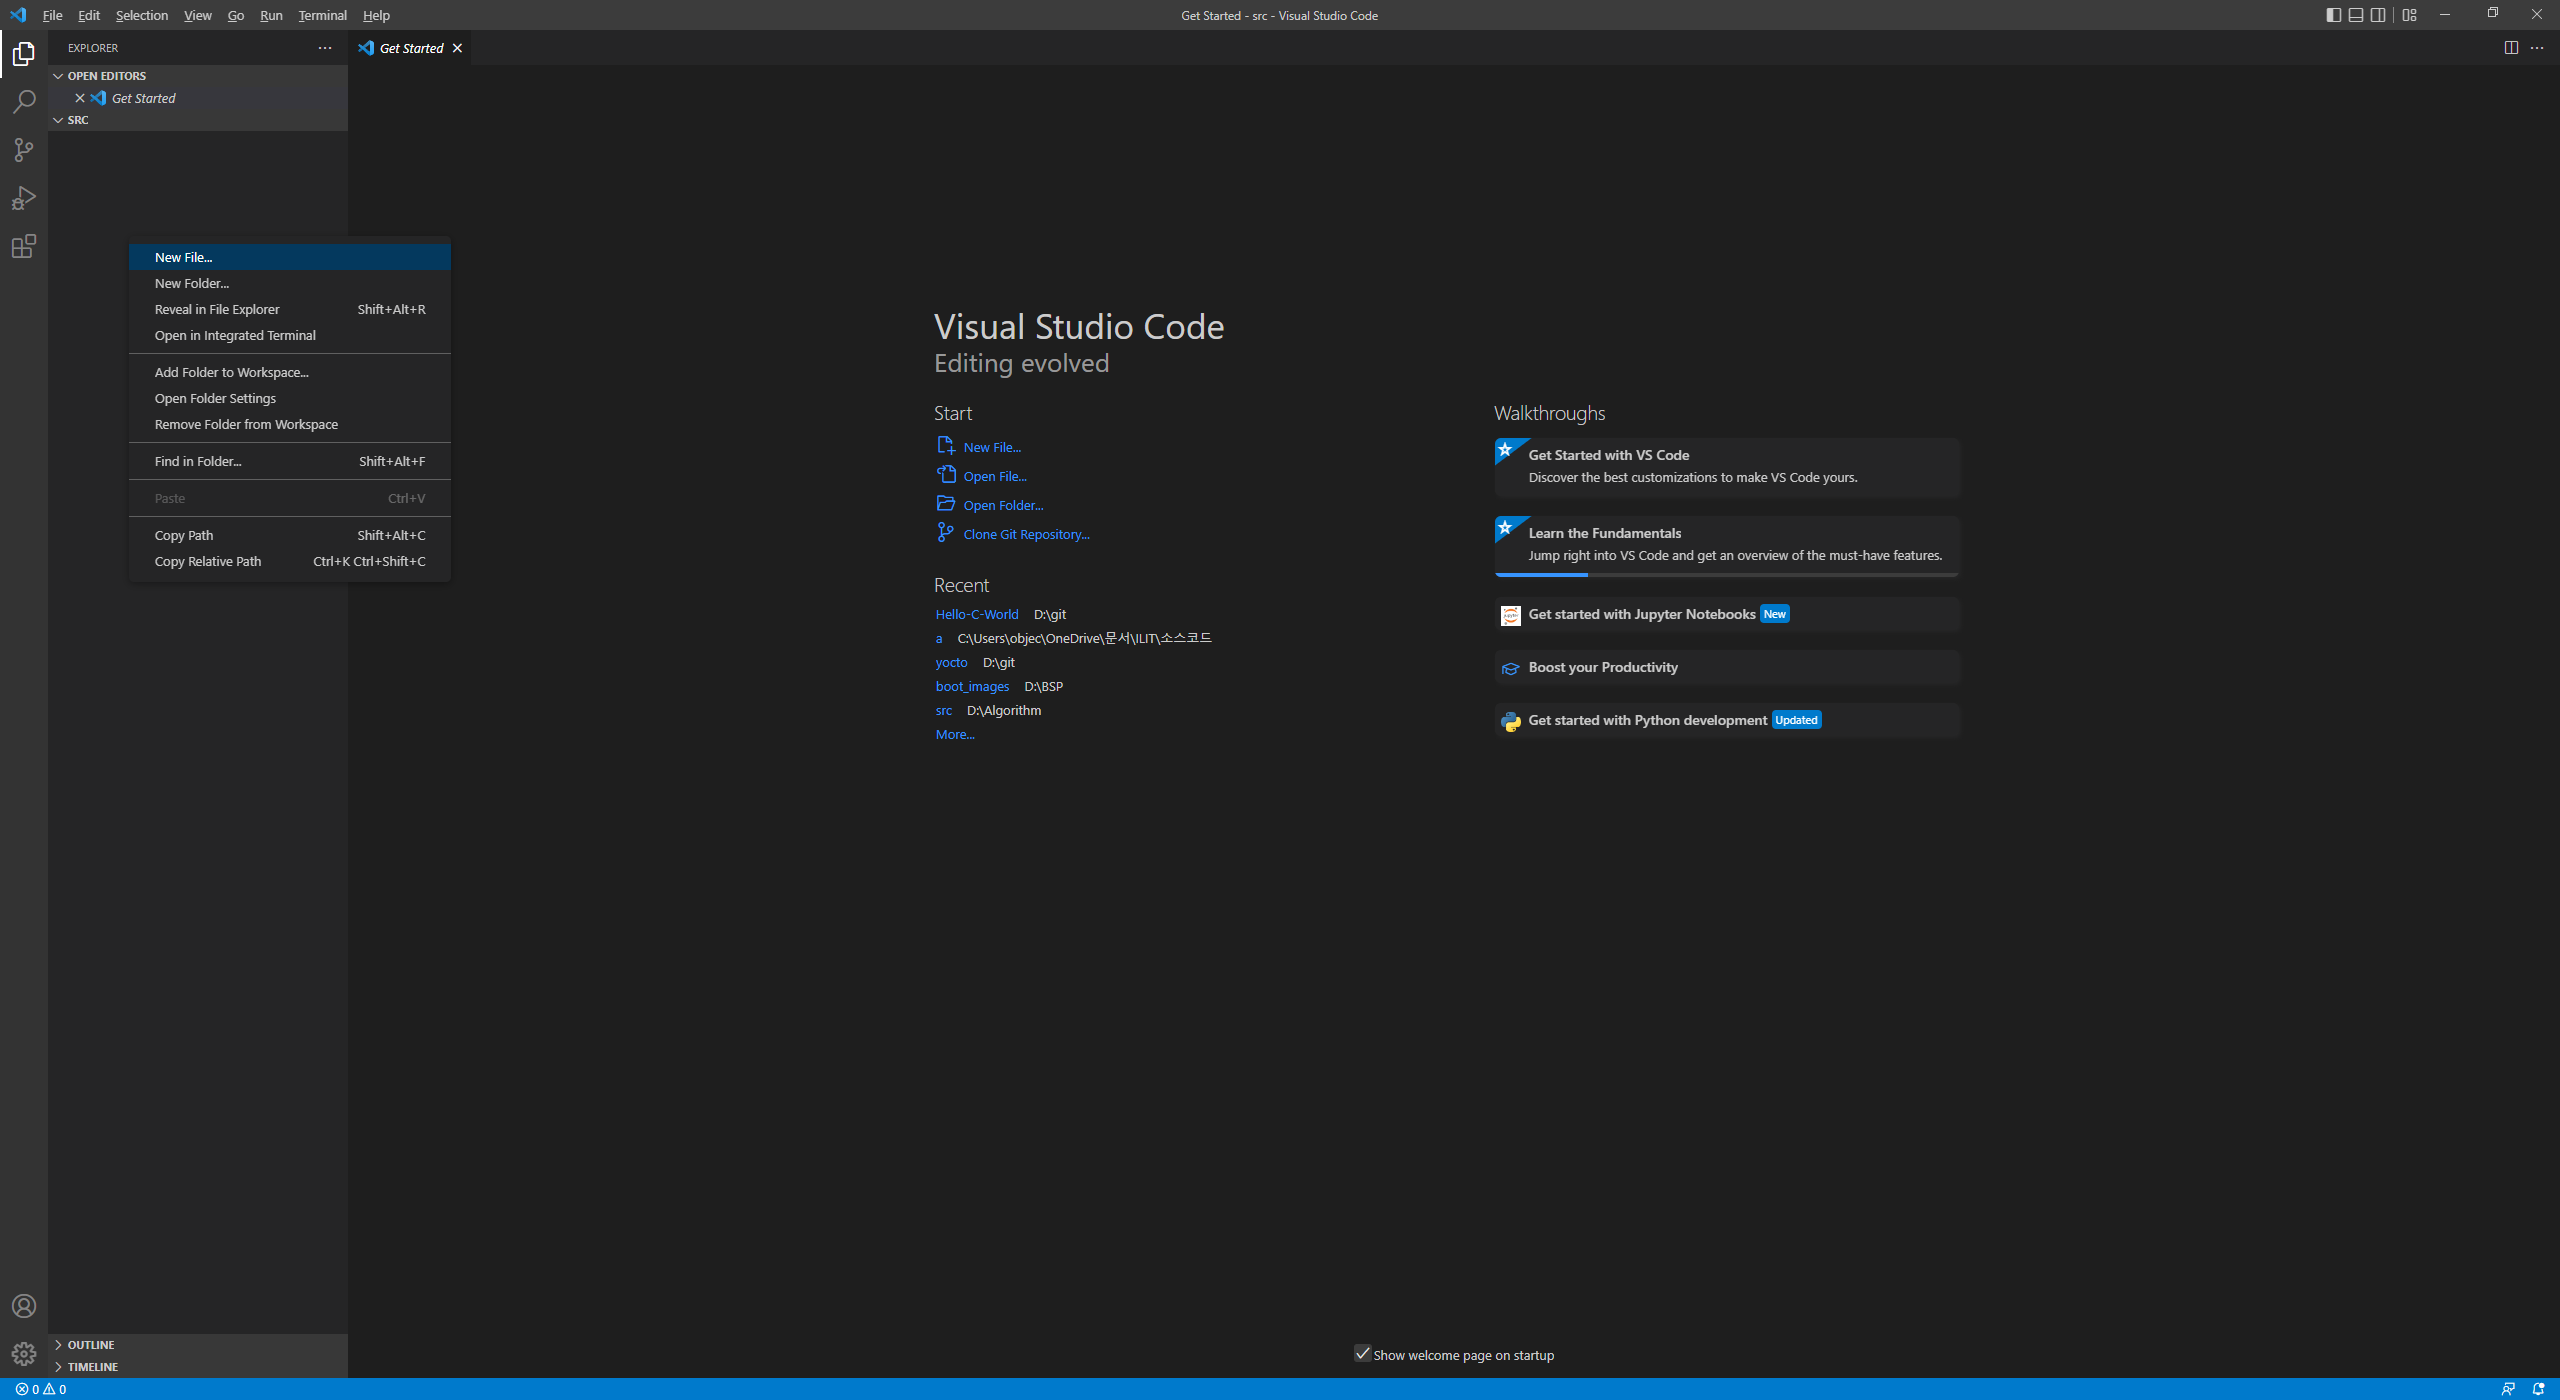 File Edit Selection View Go Run Terminal Help
Get Started - src - Visual Studio Code
EXPLORER
Get Started
OPEN EDITORS
Get Started
SRC
New File...
New Folder...
Reveal in File Explorer Shift+Alt+R
Open in Integrated Terminal
Add Folder to Workspace...
Open Folder Settings
Remove Folder from Workspace
Find in Folder... Shift+Alt+F
Paste Ctrl+V
Copy Path Shift+Alt+C
Copy Relative Path Ctrl+K Ctrl+Shift+C
Visual Studio Code
Editing evolved
Start
New File...
Open File...
Open Folder...
Clone Git Repository...
Recent
Hello-C-World D:\git
a C:\Users\objec\OneDrive\문서\ILIT\소스코드
yocto D:\git
boot_images D:\BSP
src D:\Algorithm
More...
Walkthroughs
Get Started with VS Code
Discover the best customizations to make VS Code yours.
Learn the Fundamentals
Jump right into VS Code and get an overview of the must-have features.
Get started with Jupyter Notebooks New
Boost your Productivity
Get started with Python development Updated
Show welcome page on startup
OUTLINE
TIMELINE
0 0